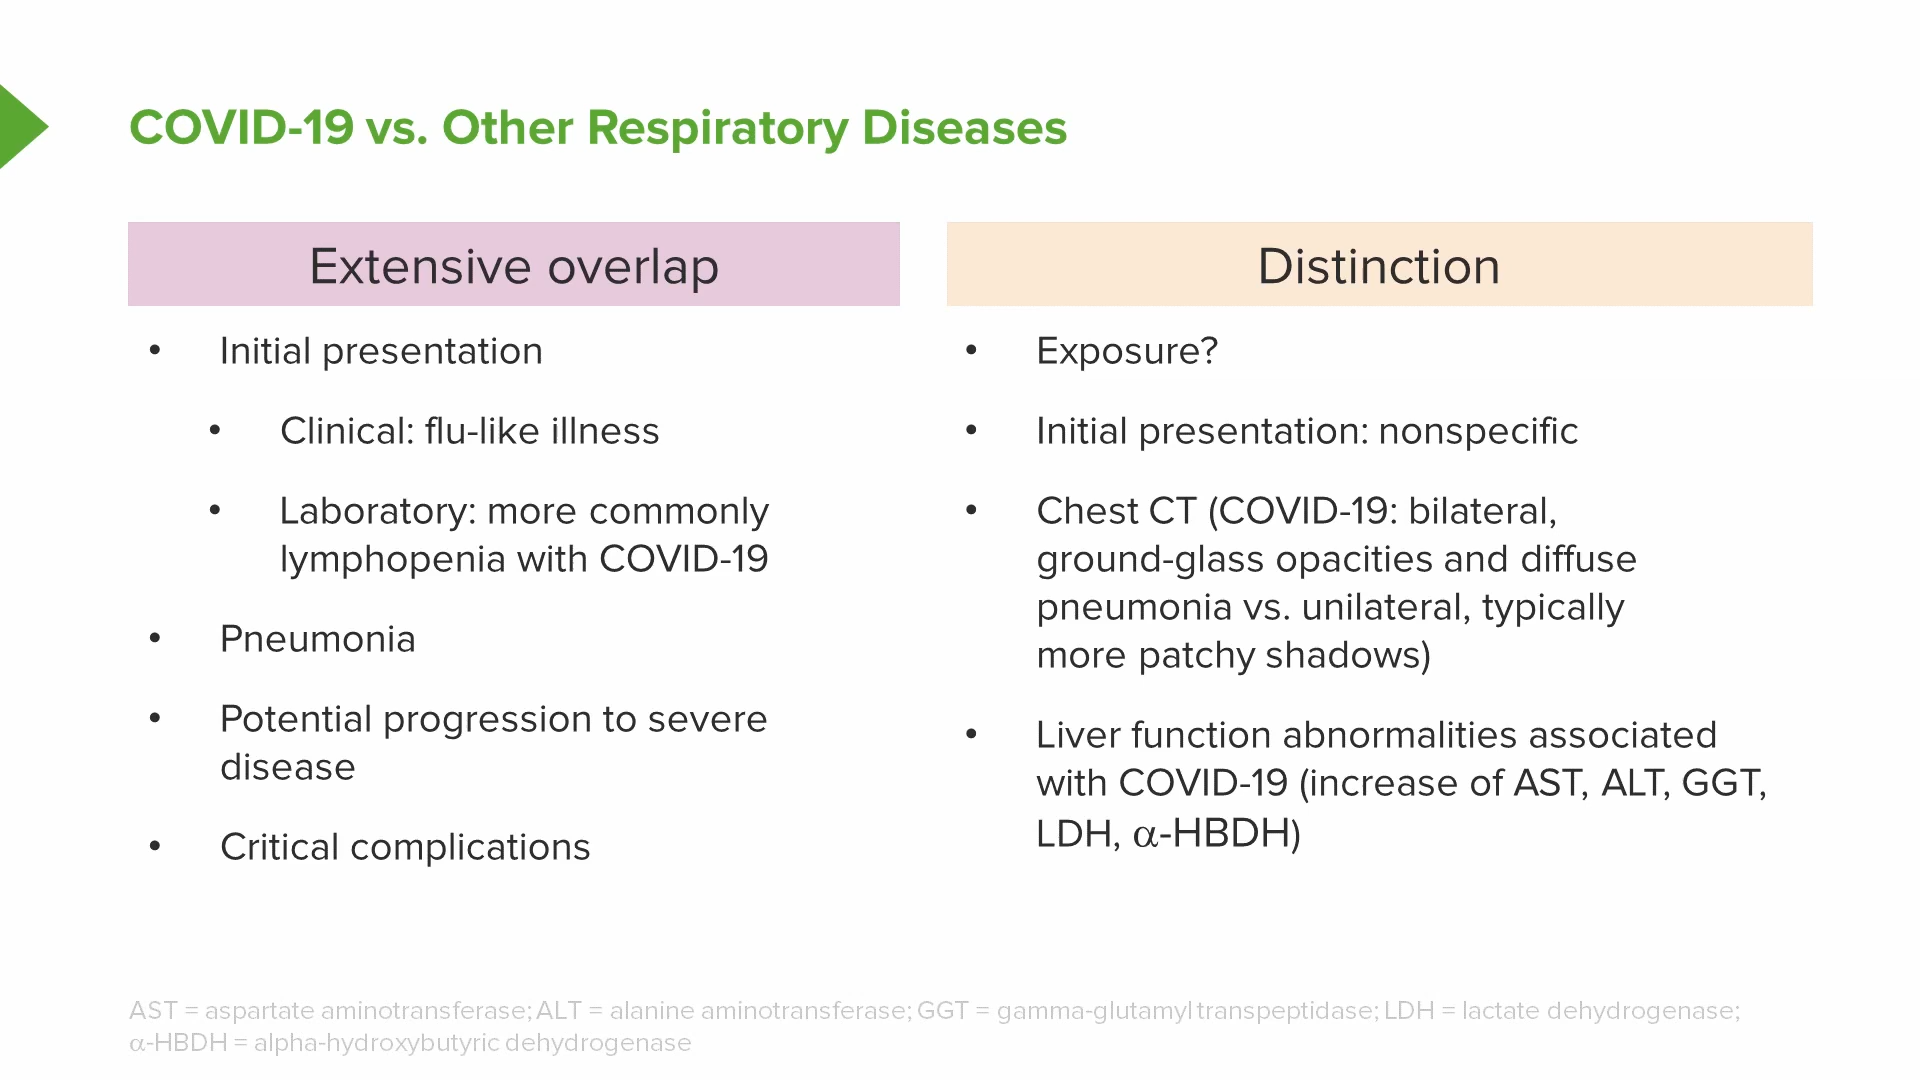 COVID-19 vs. Other Respiratory Diseases
Extensive overlap
• Initial presentation
• Clinical: flu-like illness
• Laboratory: more commonly
lymphopenia with COVID-19
• Pneumonia
• Potential progression to severe
disease
• Critical complications
Distinction
• Exposure?
• Initial presentation: nonspecific
• Chest CT (COVID-19: bilateral,
ground-glass opacities and diffuse
pneumonia vs. unilateral, typically
more patchy shadows)
• Liver function abnormalities associated
with COVID-19 (increase of AST, ALT, GGT,
LDH, α-HBDH)
AST = aspartate aminotransferase; ALT = alanine aminotransferase; GGT = gamma-glutamyl transpeptidase; LDH = lactate dehydrogenase;
α-HBDH = alpha-hydroxybutyric dehydrogenase